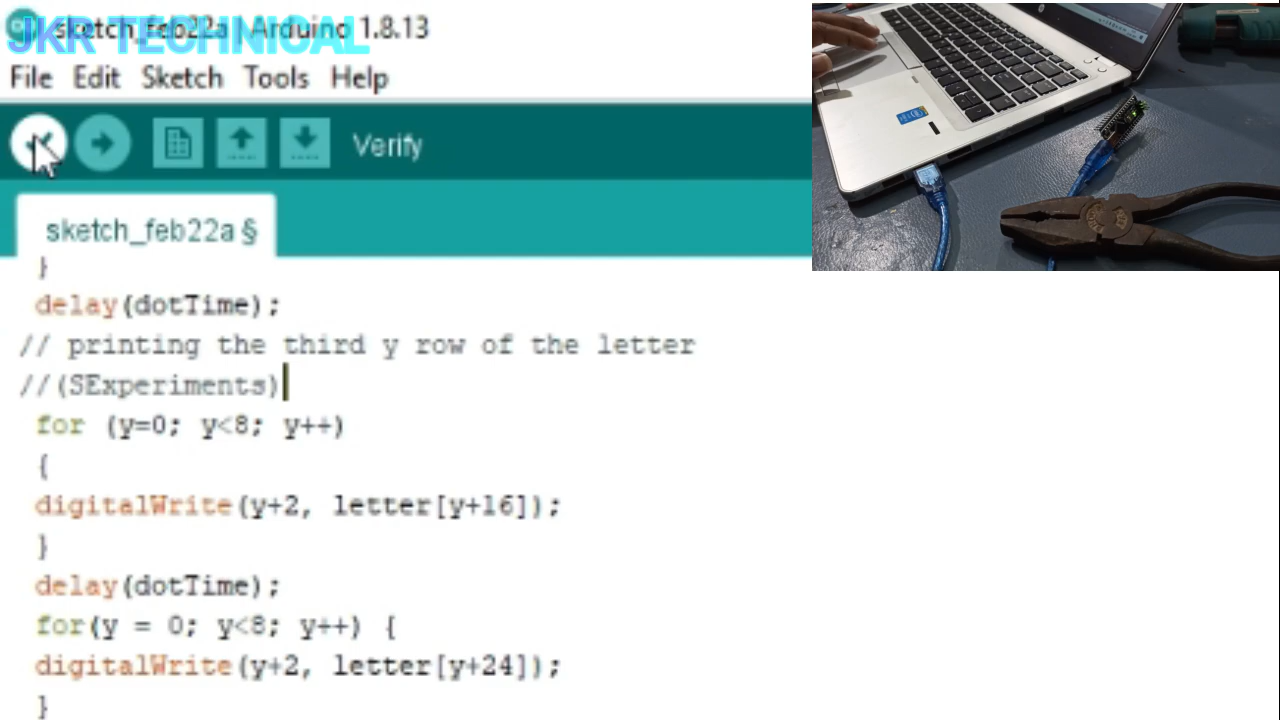 sketch_feb22a Arduino 1.8.13
JKR TECHNICAL
File Edit Sketch Tools Help
Verify
sketch_feb22a §
}
delay(dotTime);
// printing the third y row of the letter
//(SExperiments)
for (y=0; y<8; y++)
{
digitalWrite(y+2, letter[y+16]);
}
delay(dotTime);
for(y = 0; y<8; y++) {
digitalWrite(y+2, letter[y+24]);
}